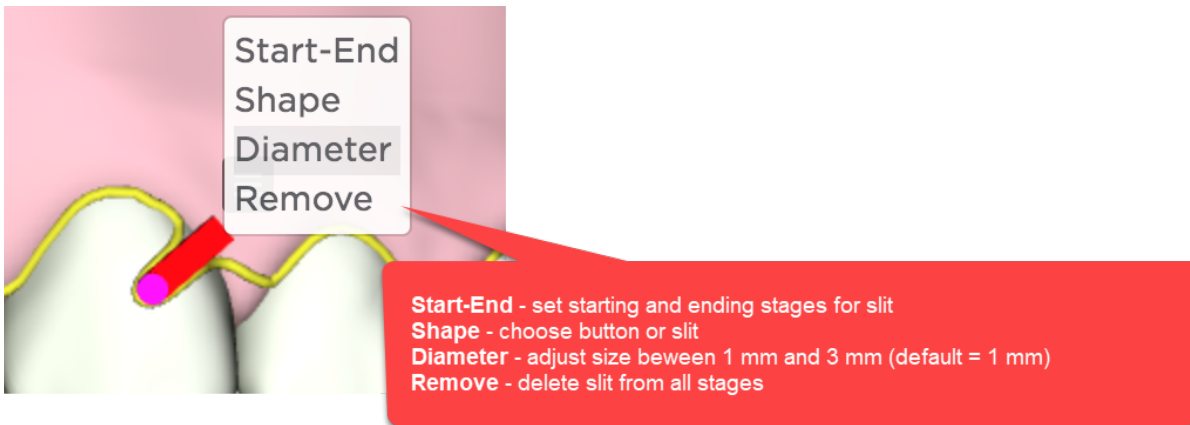 Start-End
Shape
Diameter
Remove
Start-End - set starting and ending stages for slit
Shape - choose button or slit
Diameter - adjust size beween 1 mm and 3 mm (default = 1 mm)
Remove - delete slit from all stages